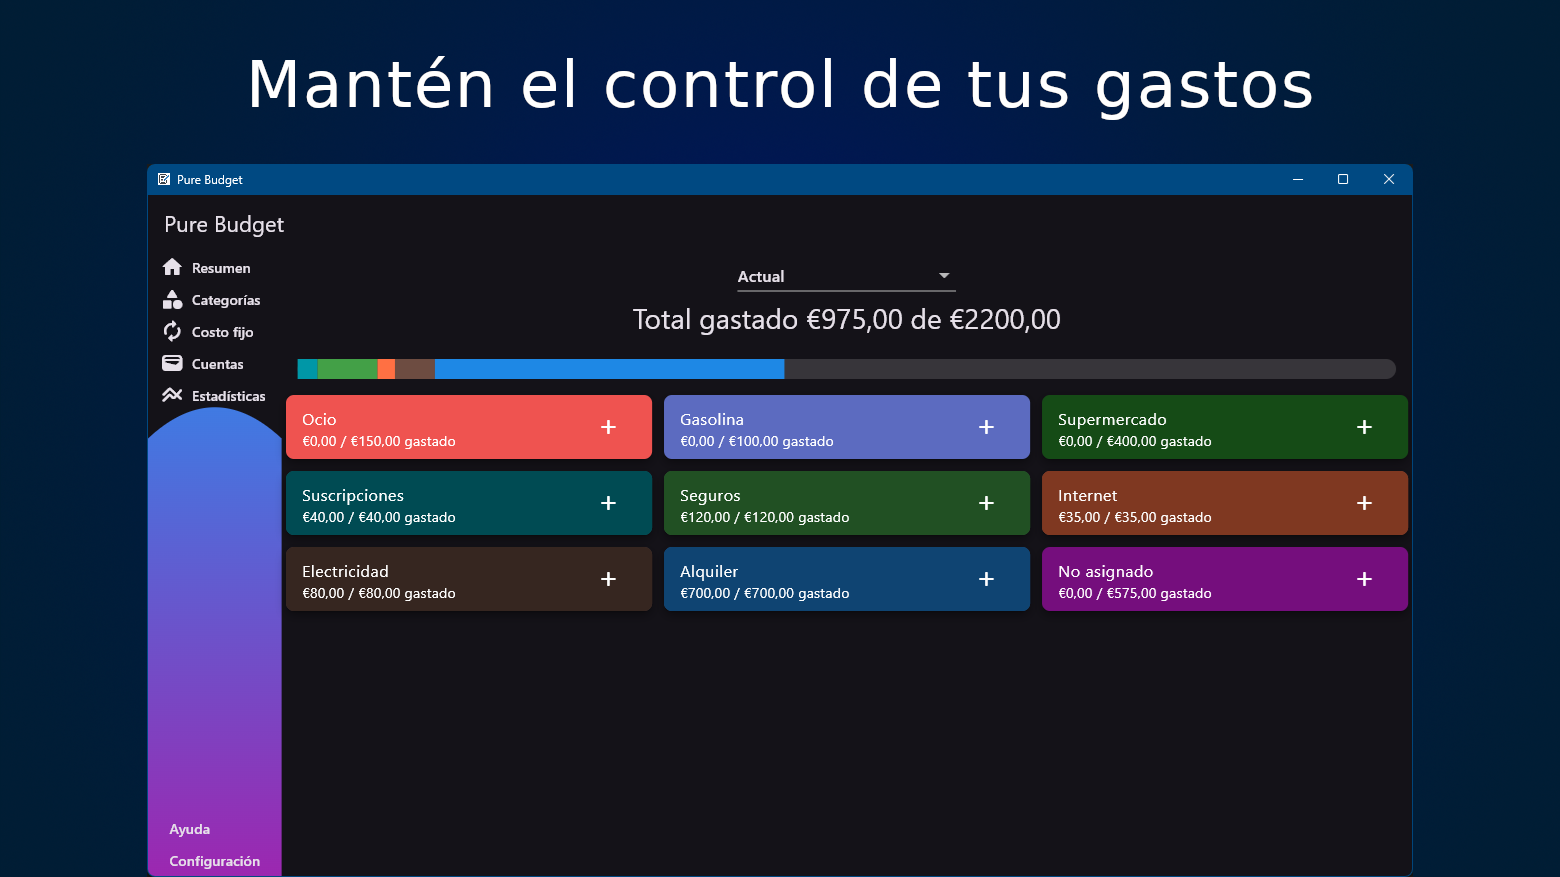 Mantén el control de tus gastos
Pure Budget
Pure Budget
Resumen
Categorías
Costo fijo
Cuentas
Estadísticas
Ayuda
Configuración
Actual
Total gastado €975,00 de €2200,00
Ocio
€0,00 / €150,00 gastado
Gasolina
€0,00 / €100,00 gastado
Supermercado
€0,00 / €400,00 gastado
Suscripciones
€40,00 / €40,00 gastado
Seguros
€120,00 / €120,00 gastado
Internet
€35,00 / €35,00 gastado
Electricidad
€80,00 / €80,00 gastado
Alquiler
€700,00 / €700,00 gastado
No asignado
€0,00 / €575,00 gastado